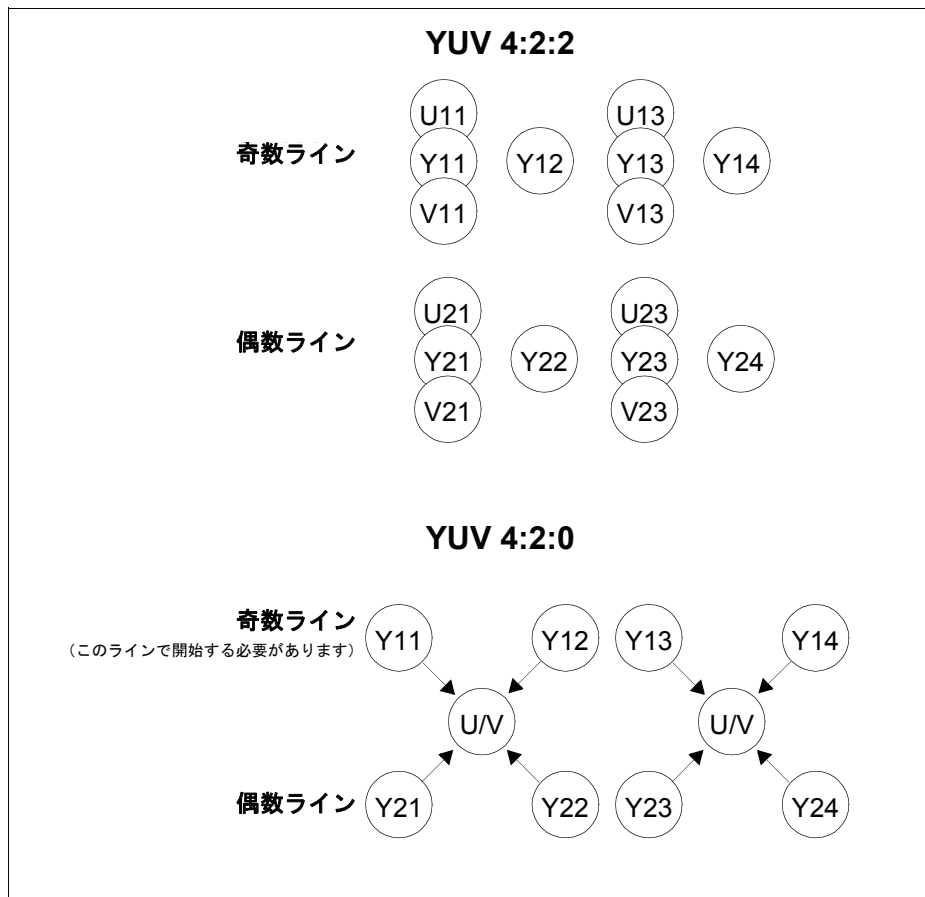 YUV 4:2:2
U11 U13
奇数ライン Y11 Y12 Y13 Y14
V11 V13
U21 U23
偶数ライン Y21 Y22 Y23 Y24
V21 V23
YUV 4:2:0
奇数ライン
Y11 Y12 Y13 Y14
（このラインで開始する必要があります）
U/V U/V
偶数ライン Y21 Y22 Y23 Y24